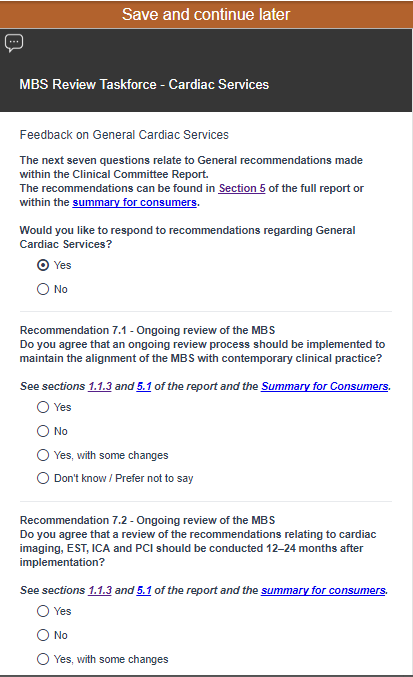 Save and continue later
MBS Review Taskforce - Cardiac Services
Feedback on General Cardiac Services
The next seven questions relate to General recommendations made
within the Clinical Committee Report.
The recommendations can be found in Section 5 of the full report or
within the summary for consumers.
Would you like to respond to recommendations regarding General
Cardiac Services?
Yes
No
Recommendation 7.1 - Ongoing review of the MBS
Do you agree that an ongoing review process should be implemented to
maintain the alignment of the MBS with contemporary clinical practice?
See sections 1.1.3 and 5.1 of the report and the Summary for Consumers.
Yes
No
Yes, with some changes
Don't know / Prefer not to say
Recommendation 7.2 - Ongoing review of the MBS
Do you agree that a review of the recommendations relating to cardiac
imaging, EST, ICA and PCI should be conducted 12–24 months after
implementation?
See sections 1.1.3 and 5.1 of the report and the summary for consumers.
Yes
No
Yes, with some changes